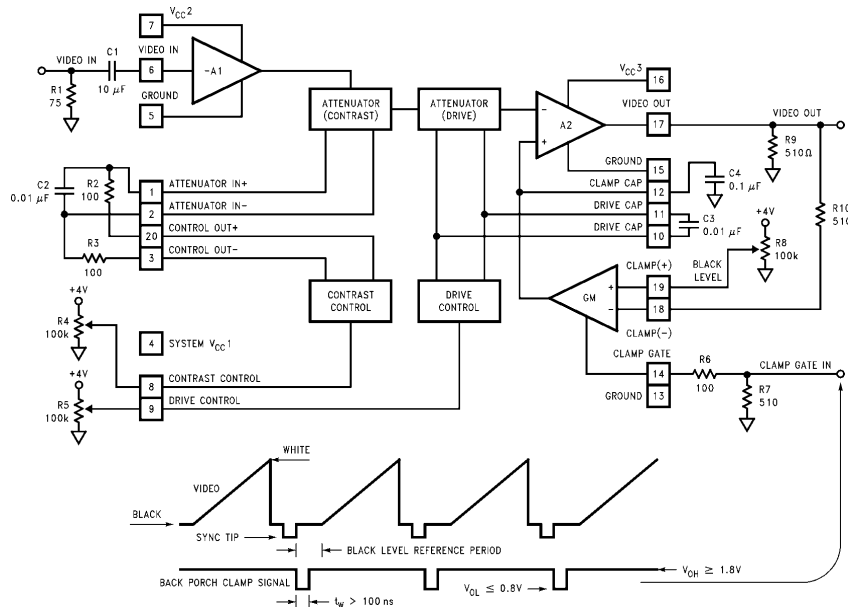 VCC2
7
VIDEO IN
VIDEO IN
C1
10 μF
6
-A1
R1
75
GROUND
5
ATTENUATOR
(CONTRAST)
ATTENUATOR
(DRIVE)
-
+
A2
VCC3
16
VIDEO OUT
17
VIDEO OUT
R9
510Ω
GROUND
15
CLAMP CAP
12
C4
0.1 μF
DRIVE CAP
11
C3
0.01 μF
DRIVE CAP
10
R10
510
C2
0.01 μF
R2
100
1
ATTENUATOR IN+
2
ATTENUATOR IN-
20
CONTROL OUT+
3
CONTROL OUT-
R3
100
+4V
R8
100k
BLACK
LEVEL
CLAMP(+)
19
18
CLAMP(-)
+
-
GM
CONTRAST
CONTROL
DRIVE
CONTROL
+4V
R4
100k
4
SYSTEM VCC1
8
CONTRAST CONTROL
9
DRIVE CONTROL
+4V
R5
100k
CLAMP GATE
14
R6
100
CLAMP GATE IN
R7
510
GROUND
13
WHITE
VIDEO
BLACK
SYNC TIP
BLACK LEVEL REFERENCE PERIOD
BACK PORCH CLAMP SIGNAL
VOL ≤ 0.8V
VOH ≥ 1.8V
tw > 100 ns